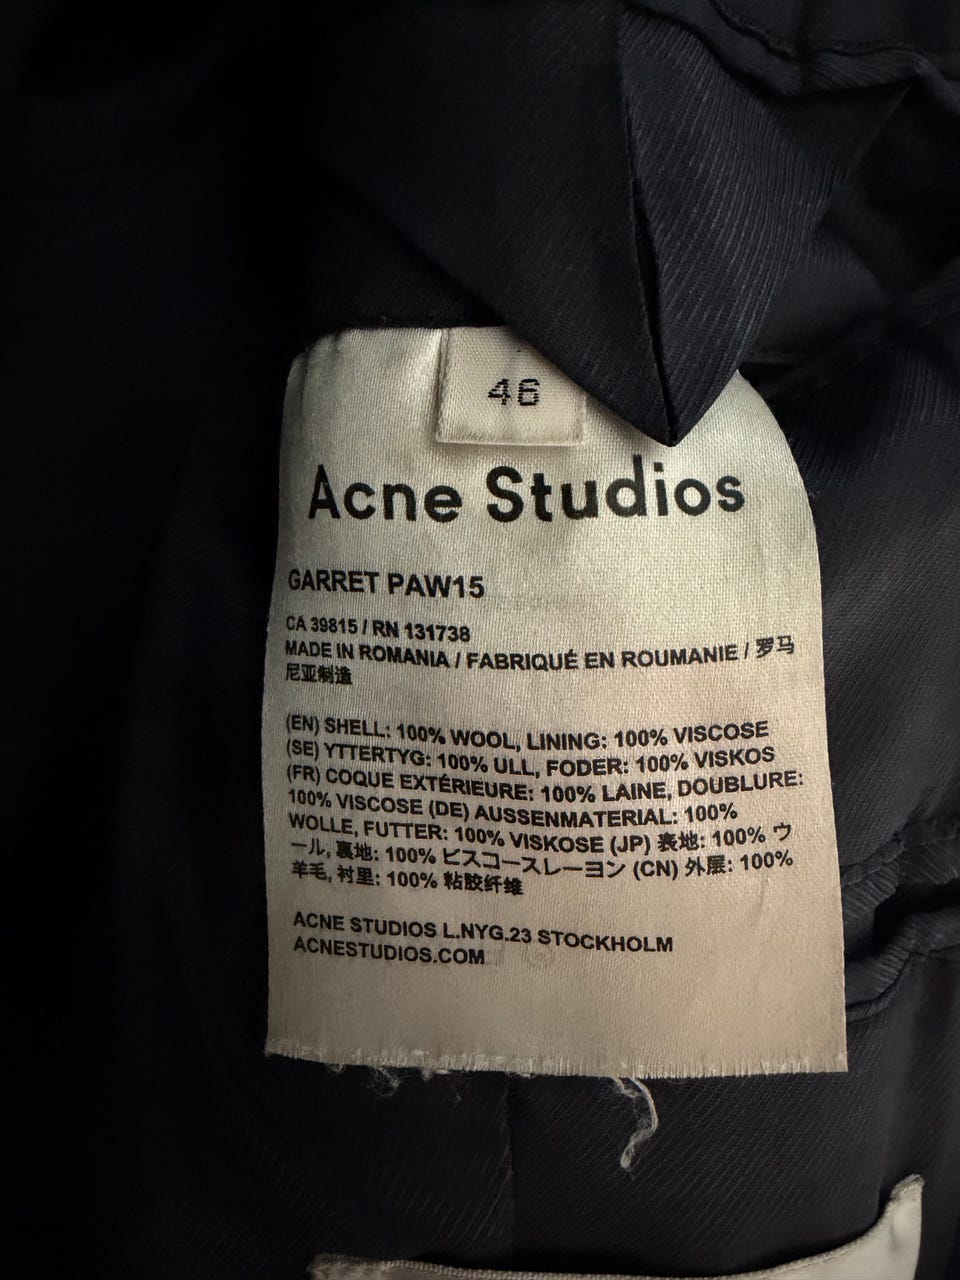 46
Acne Studios
GARRET PAW15
CA 39815 / RN 131738
MADE IN ROMANIA / FABRIQUÉ EN ROUMANIE / 罗马
尼亚制造
(EN) SHELL: 100% WOOL, LINING: 100% VISCOSE
(SE) YTTERTYG: 100% ULL, FODER: 100% VISKOS
(FR) COQUE EXTÉRIEURE: 100% LAINE, DOUBLURE:
100% VISCOSE (DE) AUSSENMATERIAL: 100%
WOLLE, FUTTER: 100% VISKOSE (JP) 表地: 100% ウ
ール, 裏地: 100% ビスコースレーヨン (CN) 外层: 100%
羊毛, 衬里: 100% 粘胶纤维
ACNE STUDIOS L.NYG.23 STOCKHOLM
ACNESTUDIOS.COM